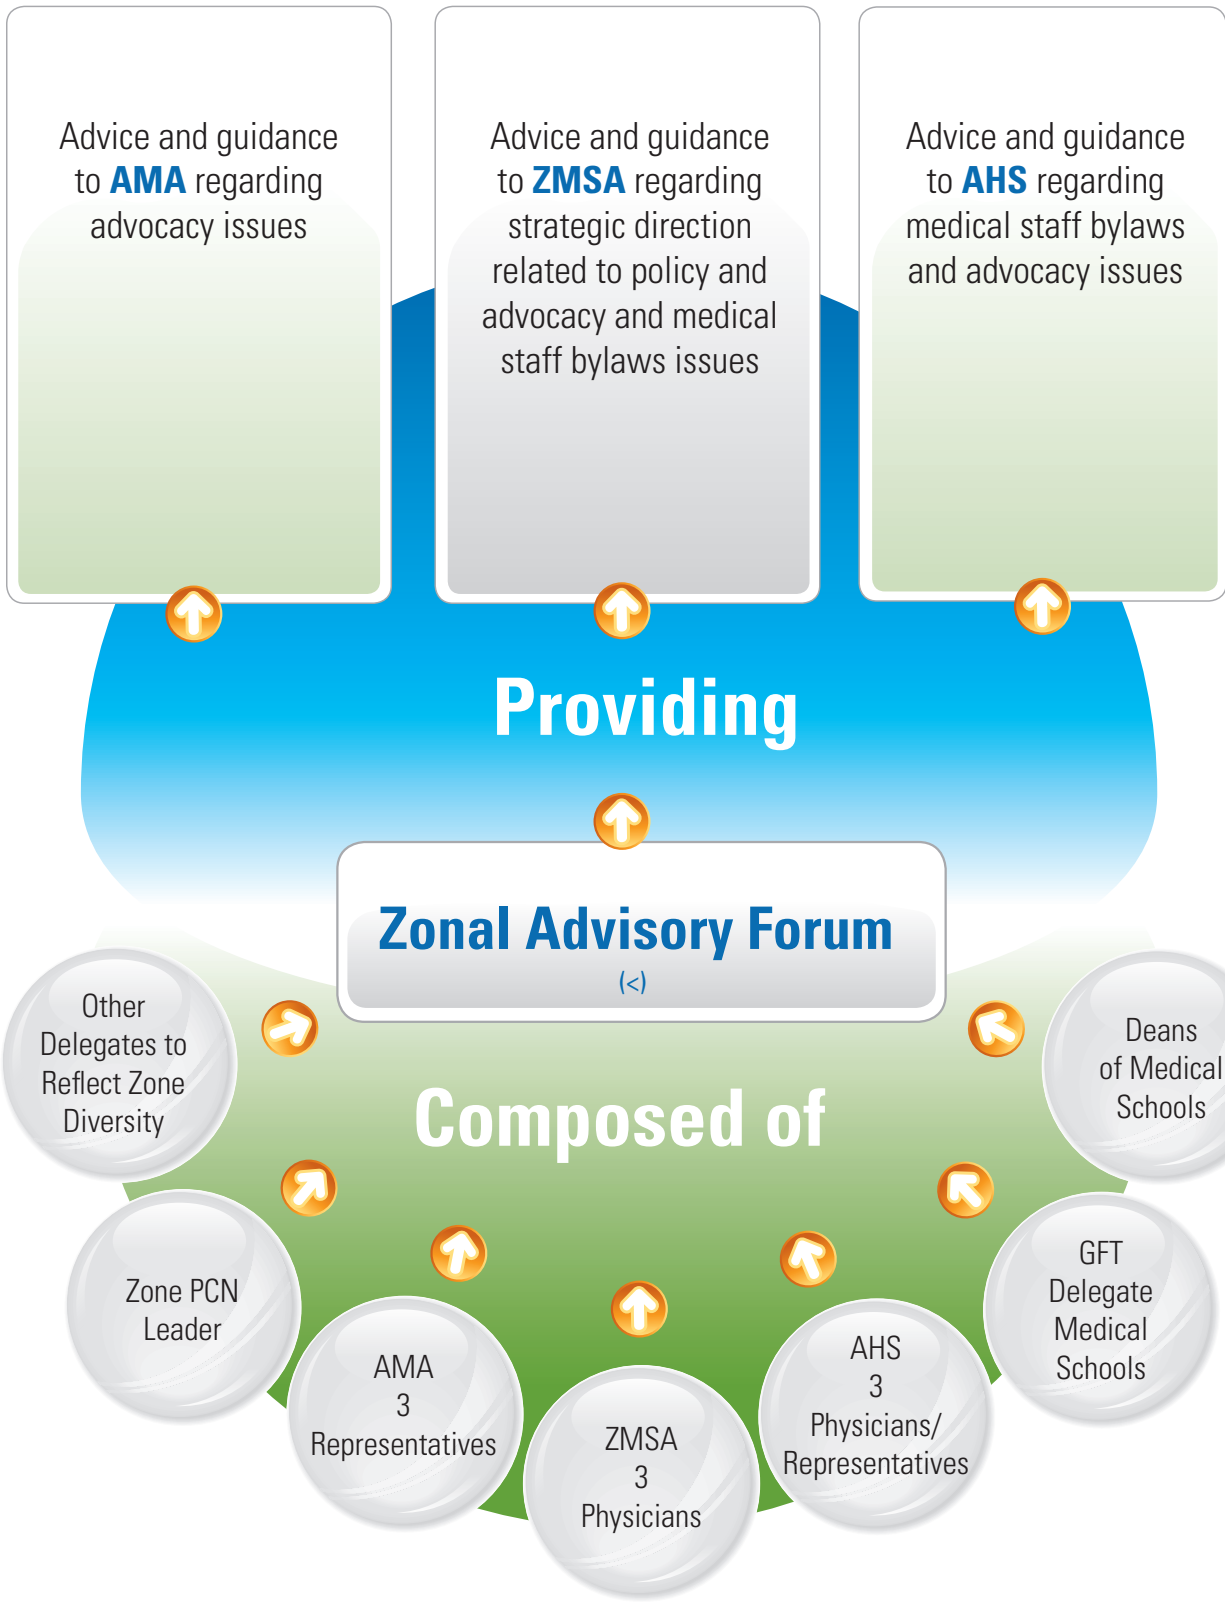 Advice and guidance
to AMA regarding
advocacy issues
Advice and guidance
to ZMSA regarding
strategic direction
related to policy and
advocacy and medical
staff bylaws issues
Advice and guidance
to AHS regarding
medical staff bylaws
and advocacy issues
Providing
Zonal Advisory Forum
(<)
Composed of
Other
Delegates to
Reflect Zone
Diversity
Zone PCN
Leader
AMA
3
Representatives
ZMSA
3
Physicians
AHS
3
Physicians/
Representatives
GFT
Delegate
Medical
Schools
Deans
of Medical
Schools